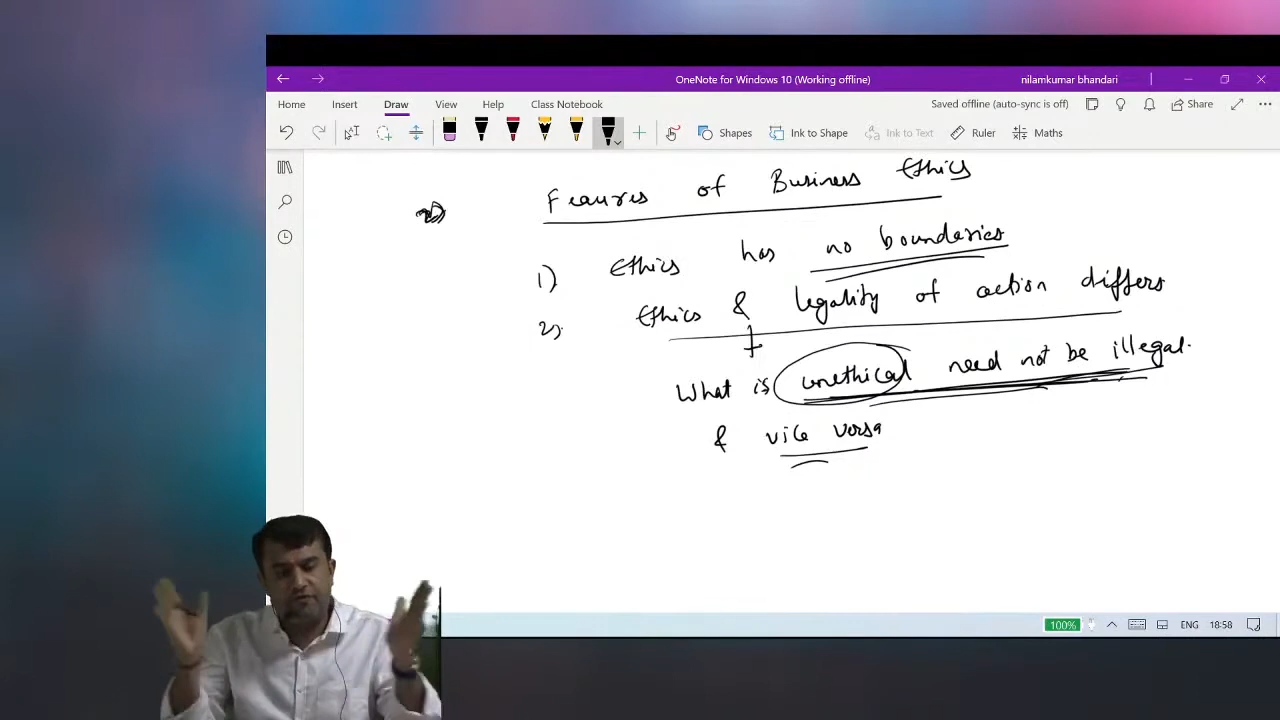 OneNote for Windows 10 (Working offline) nilamkumar bhandari
Home Insert Draw View Help Class Notebook Saved offline (auto-sync is off) Share
Shapes Ink to Shape Ink to Text Ruler Maths
Feaures of Business Ethics
1) Ethics has no boundaries
2) Ethics & legality of action differs
What is unethical need not be illegal.
& vice versa
100% ENG 18:58